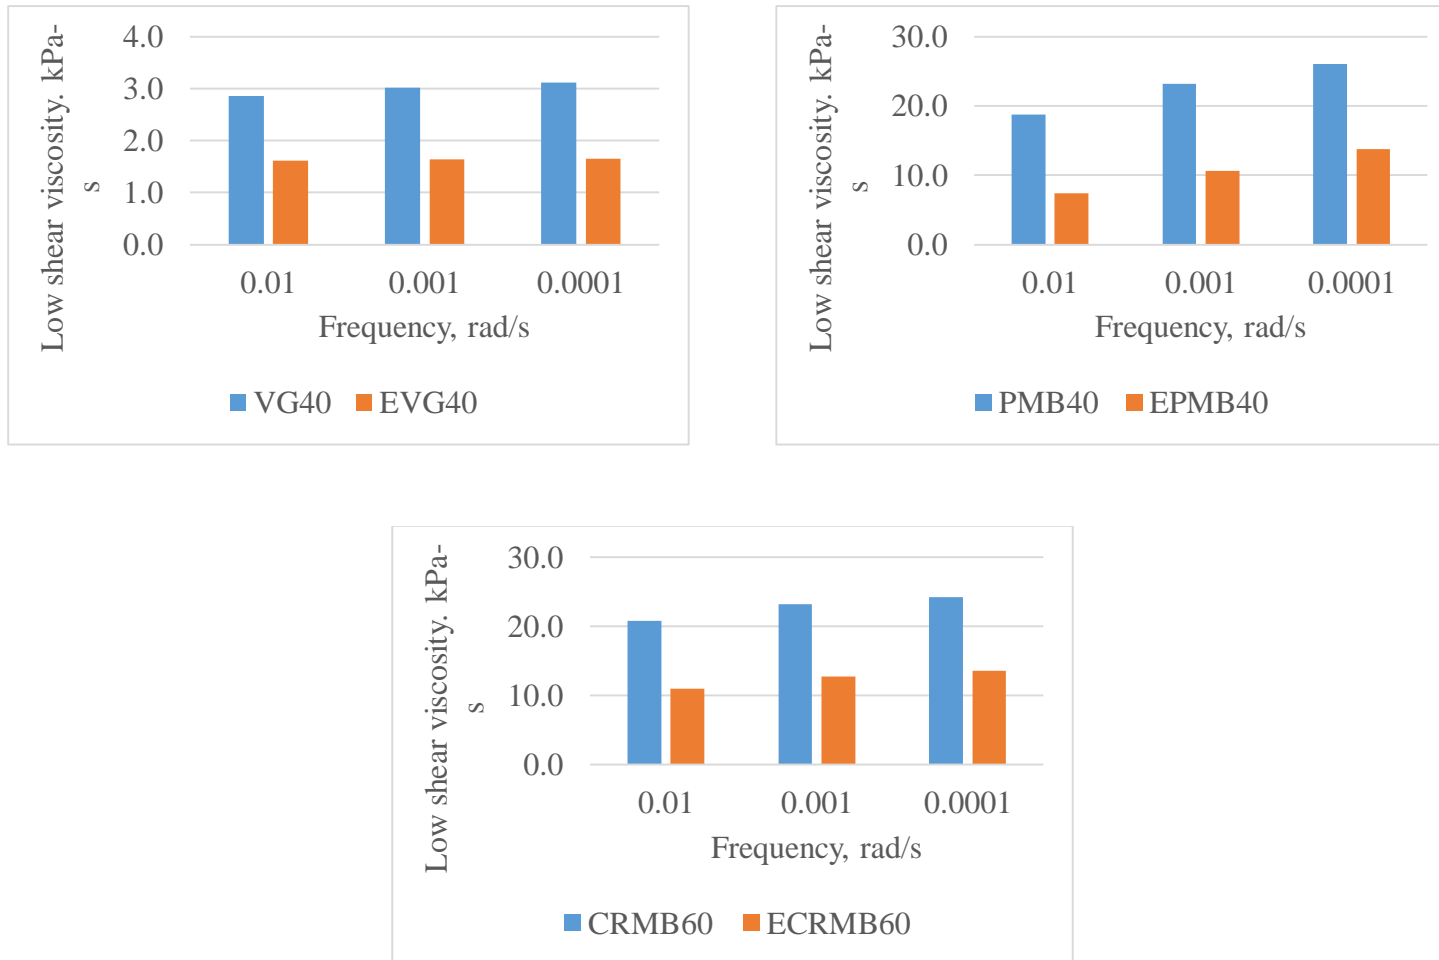 Low shear viscosity. kPa-
s
4.0
3.0
2.0
1.0
0.0
0.01 0.001 0.0001
Frequency, rad/s
VG40 EVG40
Low shear viscosity. kPa-
s
30.0
20.0
10.0
0.0
0.01 0.001 0.0001
Frequency, rad/s
PMB40 EPMB40
Low shear viscosity. kPa-
s
30.0
20.0
10.0
0.0
0.01 0.001 0.0001
Frequency, rad/s
CRMB60 ECRMB60